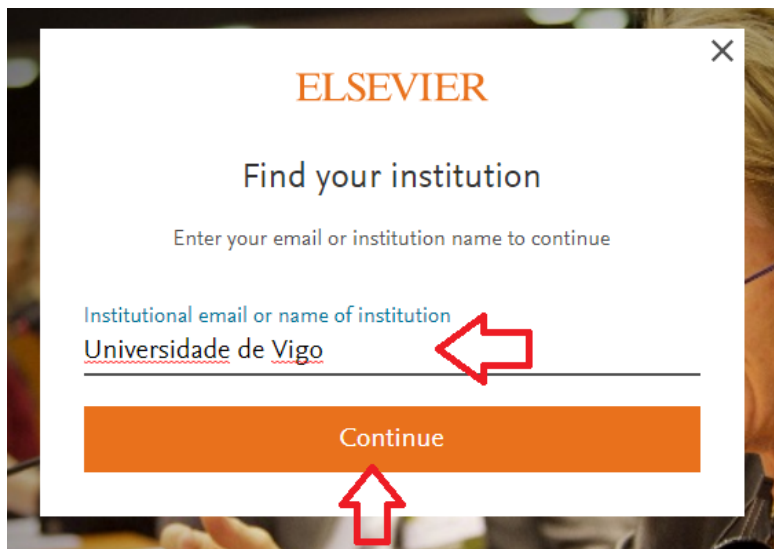 ELSEVIER
Find your institution
Enter your email or institution name to continue
Institutional email or name of institution
Universidade de Vigo
Continue